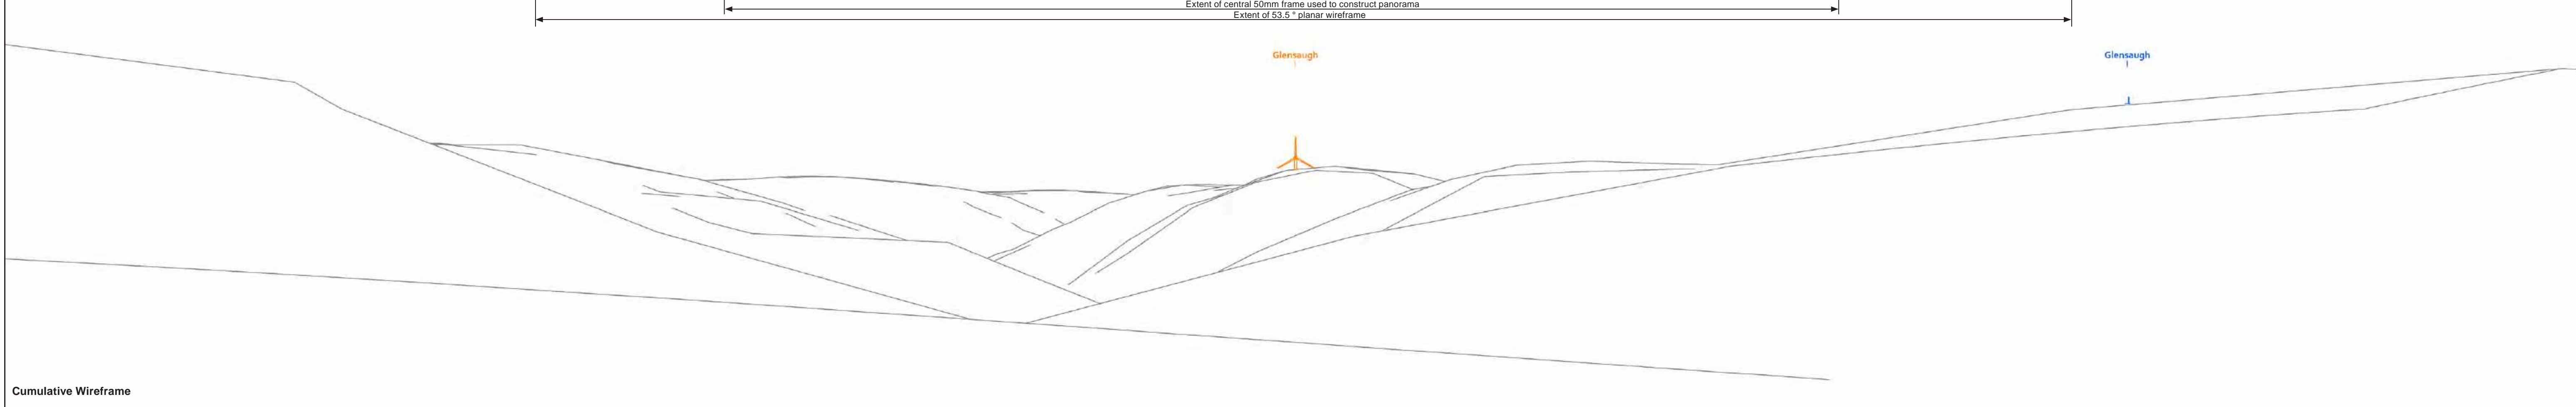 Extent of central 50mm frame used to construct panorama
Extent of 53.5 ° planar wireframe
Glensaugh
Glensaugh
Cumulative Wireframe